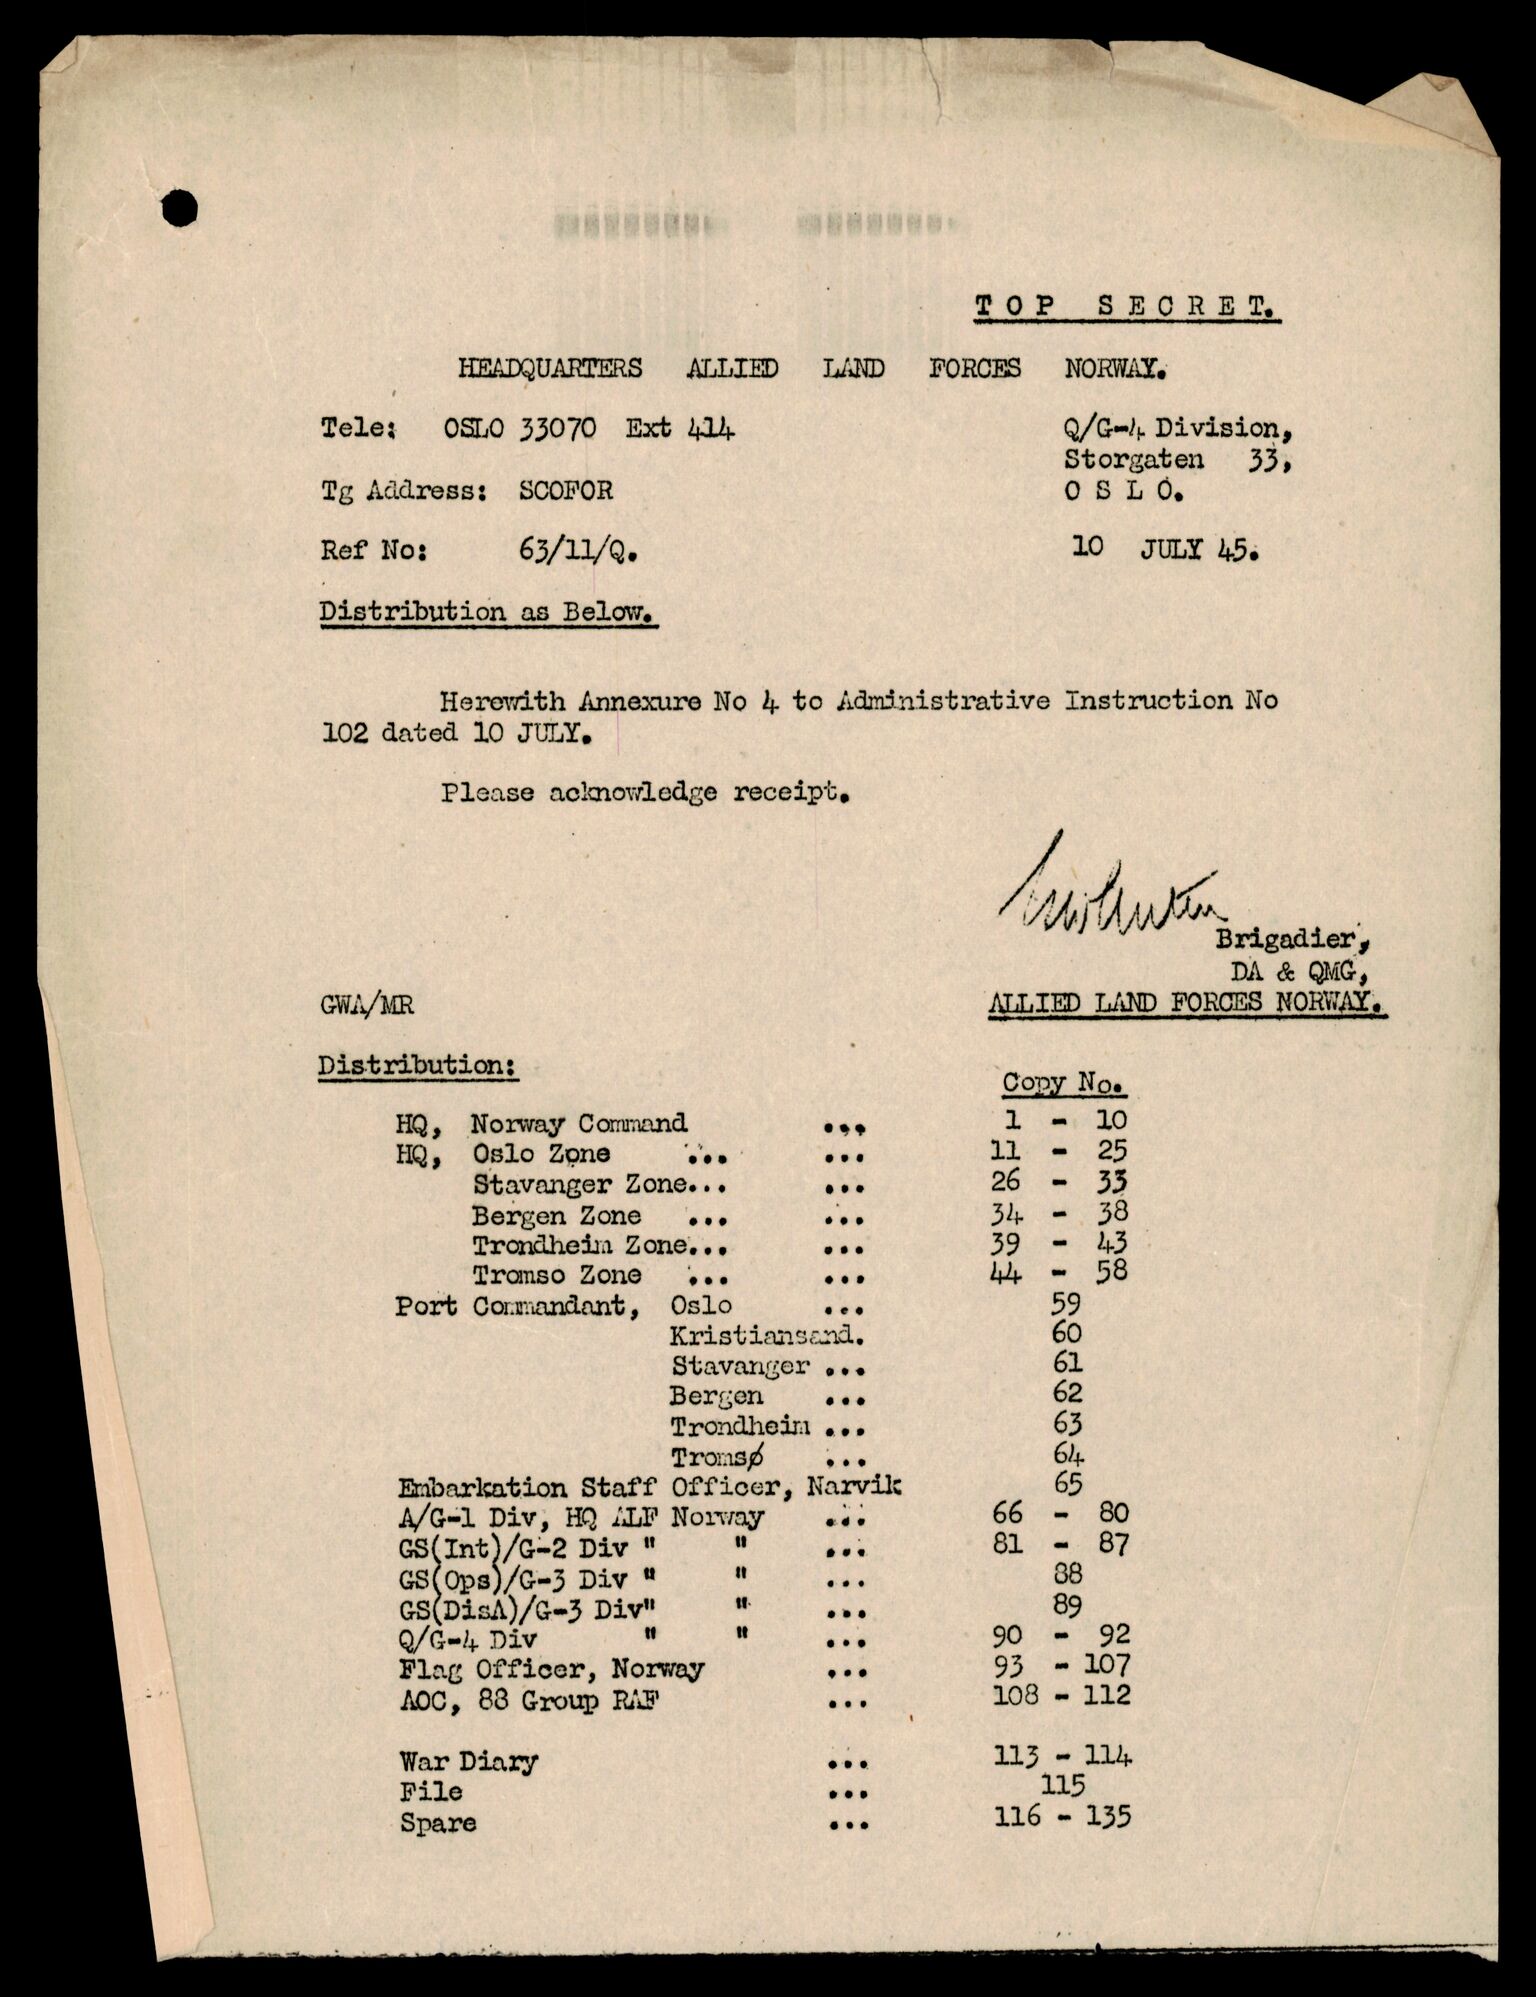 TOP SECRET.
HEADQUARTERS ALLIED LAND FORCES NORWAY.
Tele: OSLO 33070 Ext 414
Q/G-4 Division,
Storgaten 33,
Tg Address: SCOFOR
O S L O.
Ref No: 63/11/Q.
10 JULY 45.
Distribution as Below.
Herewith Annexure No 4 to Administrative Instruction No
102 dated 10 JULY.
Please acknowledge receipt.
Brigadier,
DA & QMG,
GWA/MR
ALLIED LAND FORCES NORWAY.
Distribution:
Copy No.
HQ, Norway Command ... 1 - 10
HQ, Oslo Zone ... ... 11 - 25
Stavanger Zone... ... 26 - 33
Bergen Zone ... ... 34 - 38
Trondheim Zone... ... 39 - 43
Tromso Zone ... ... 44 - 58
Port Commandant, Oslo ... 59
Kristiansand. 60
Stavanger ... 61
Bergen ... 62
Trondheim ... 63
Tromsø ... 64
Embarkation Staff Officer, Narvik 65
A/G-1 Div, HQ ALF Norway ... 66 - 80
GS(Int)/G-2 Div " " ... 81 - 87
GS(Ops)/G-3 Div " " ... 88
GS(DisA)/G-3 Div" " ... 89
Q/G-4 Div " " ... 90 - 92
Flag Officer, Norway ... 93 - 107
AOC, 88 Group RAF ... 108 - 112
War Diary ... 113 - 114
File ... 115
Spare ... 116 - 135